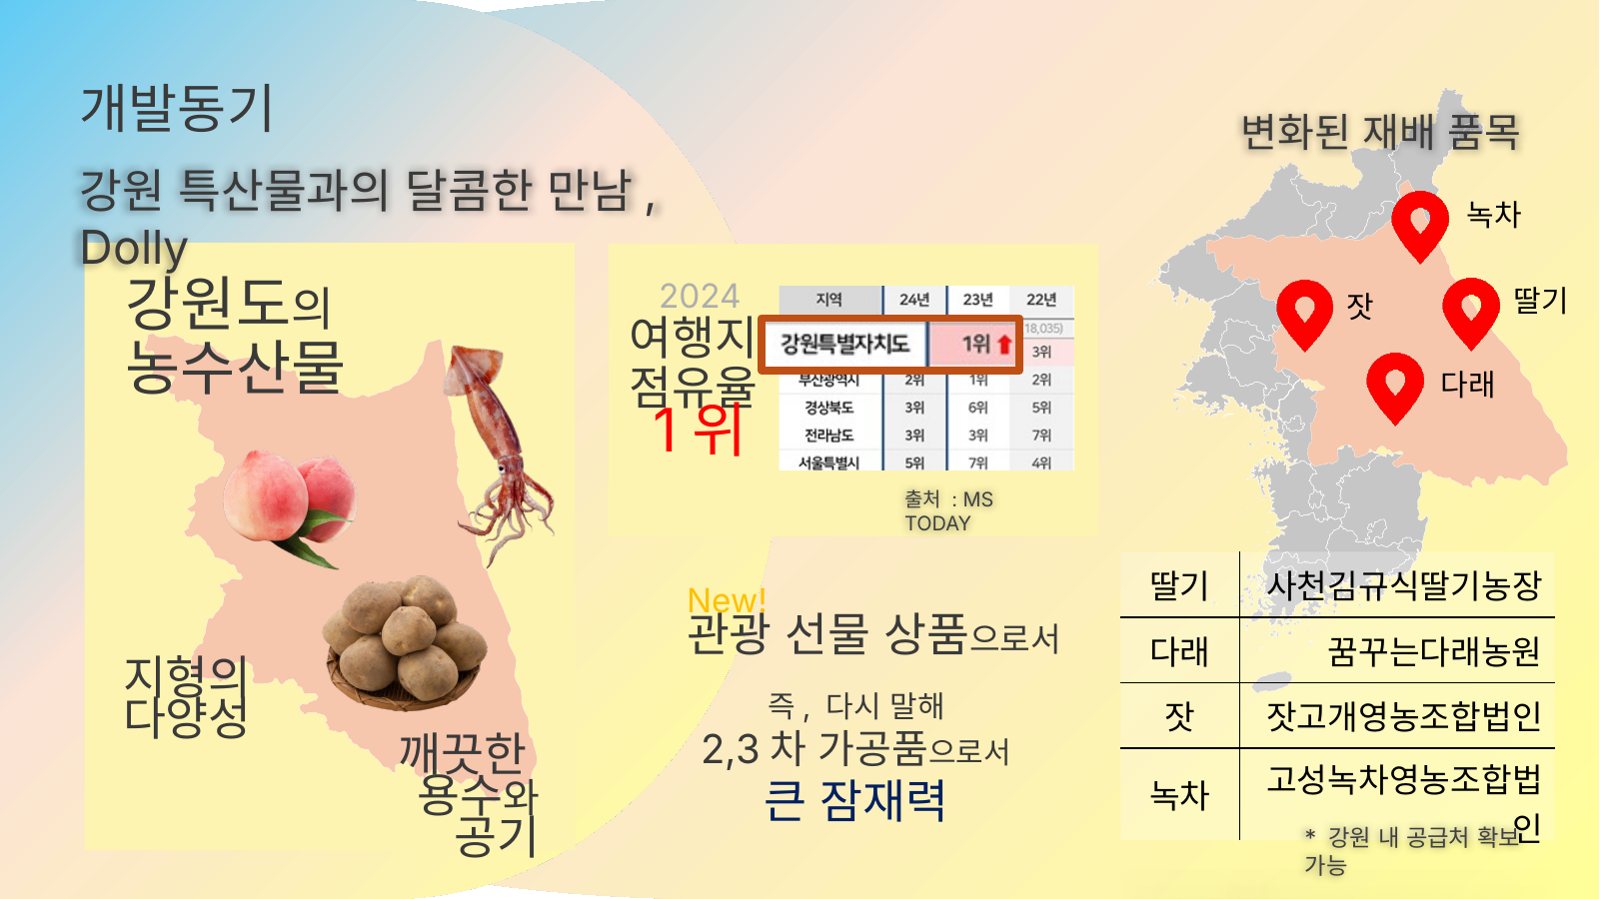 개발동기
강원 특산물과의 달콤한 만남 ,
Dolly
강원도의
농수산물
지형의
다양성
깨끗한
용수와
공기
2024
여행지
점유율
1위
지역 24년 23년 22년
18,035)
강원특별자치도 1위 3위
부산광역시 2위 1위 2위
경상북도 3위 6위 5위
전라남도 3위 3위 7위
서울특별시 5위 7위 4위
출처 : MS
TODAY
New!
관광 선물 상품으로서
즉 , 다시 말해
2,3 차 가공품으로서
큰 잠재력
변화된 재배 품목
녹차
잣
딸기
다래
딸기 사천김규식딸기농장
다래 꿈꾸는다래농원
잣 잣고개영농조합법인
녹차 고성녹차영농조합법
인
* 강원 내 공급처 확보
가능